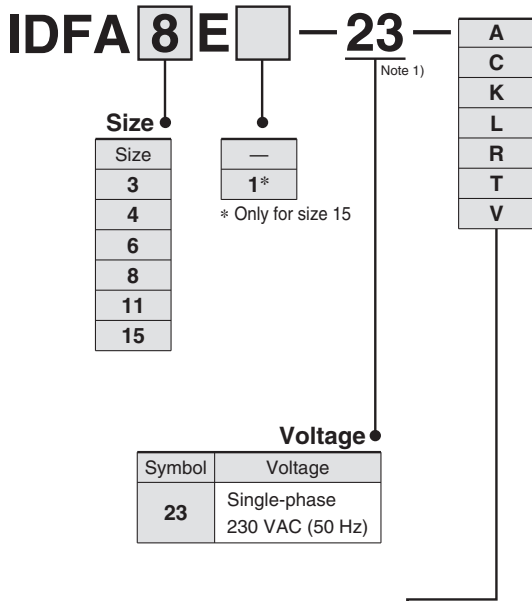 IDFA 8 E — 23 —
Note 1)
A
C
K
L
R
T
V
Size
Size
3
4
6
8
11
15
—
1*
* Only for size 15
Voltage
Symbol Voltage
23 Single-phase
230 VAC (50 Hz)